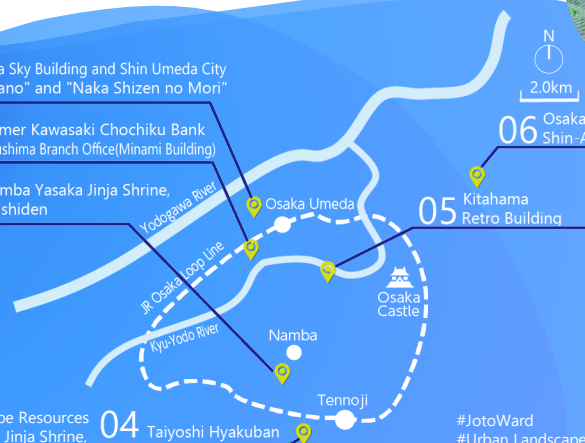 a Sky Building and Shin Umeda City
ano" and "Naka Shizen no Mori"
mer Kawasaki Chochiku Bank
ushima Branch Office(Minami Building)
mba Yasaka Jinja Shrine,
shiden
N
2.0km
06 Osaka
Shin-A
Yodogawa River
Osaka Umeda
05 Kitahama
Retro Building
JR Osaka Loop Line
Osaka
Castle
Kyu-Yodo River
Namba
Tennoji
pe Resources
Jinja Shrine,
04 Taiyoshi Hyakuban
#JotoWard
#Urban Landscape